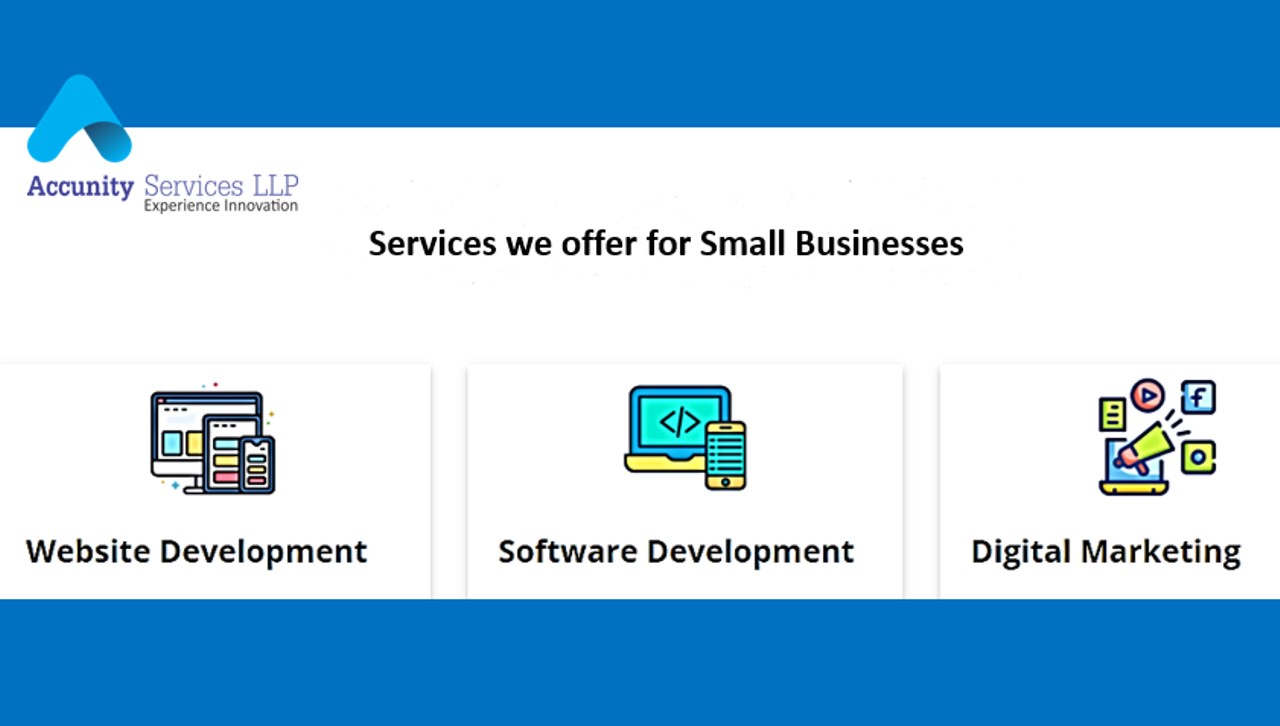 Accunity Services LLP
Experience Innovation
Services we offer for Small Businesses
Website Development
Software Development
Digital Marketing